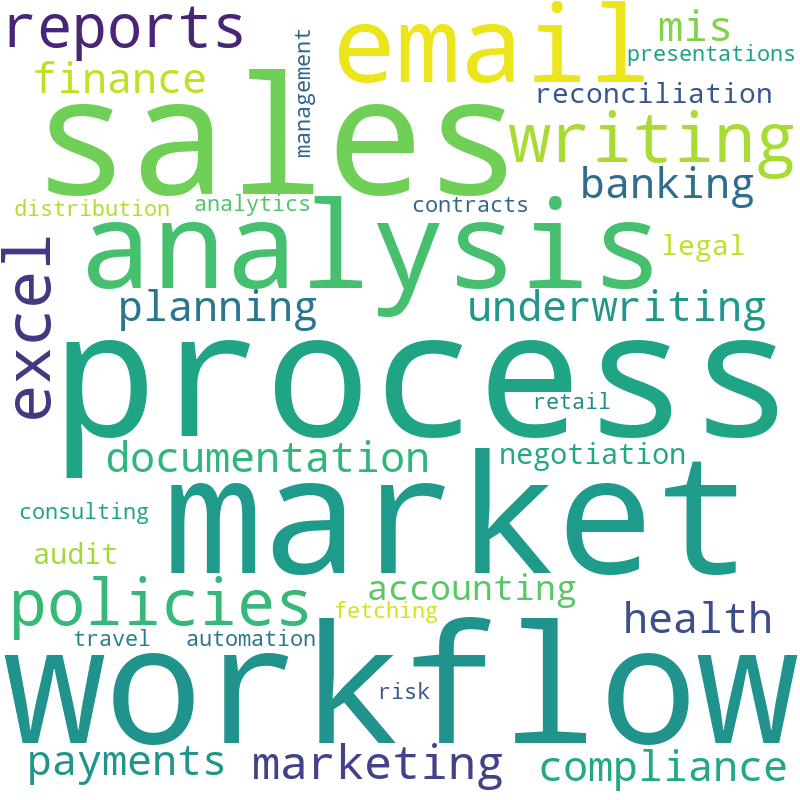 reports
email
mis
presentations
finance
management
reconciliation
sales
writing
banking
distribution
analytics
contracts
analysis
legal
excel
planning
underwriting
process
retail
documentation
negotiation
market
consulting
audit
policies
accounting
fetching
health
travel
automation
workflow
risk
payments
marketing
compliance